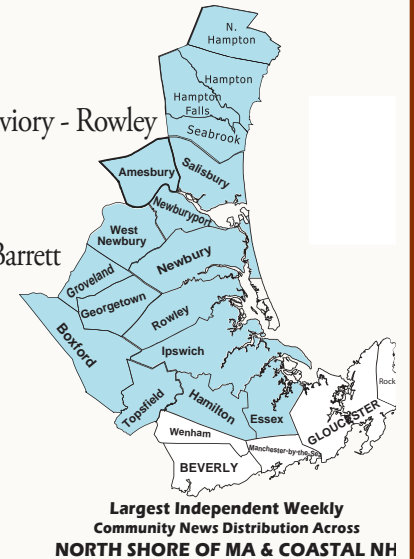 N.
Hampton
Hampton
Hampton
Falls
Seabrook
viory - Rowley
Amesbury
Salisbury
Newburyport
West
Newbury
Newbury
Barrett
Groveland
Georgetown
Rowley
Boxford
Ipswich
Topsfield
Hamilton
Essex
GLOUCESTER
Rock
Wenham
Manchester-by-the-Sea
BEVERLY
Largest Independent Weekly
Community News Distribution Across
NORTH SHORE OF MA & COASTAL NH